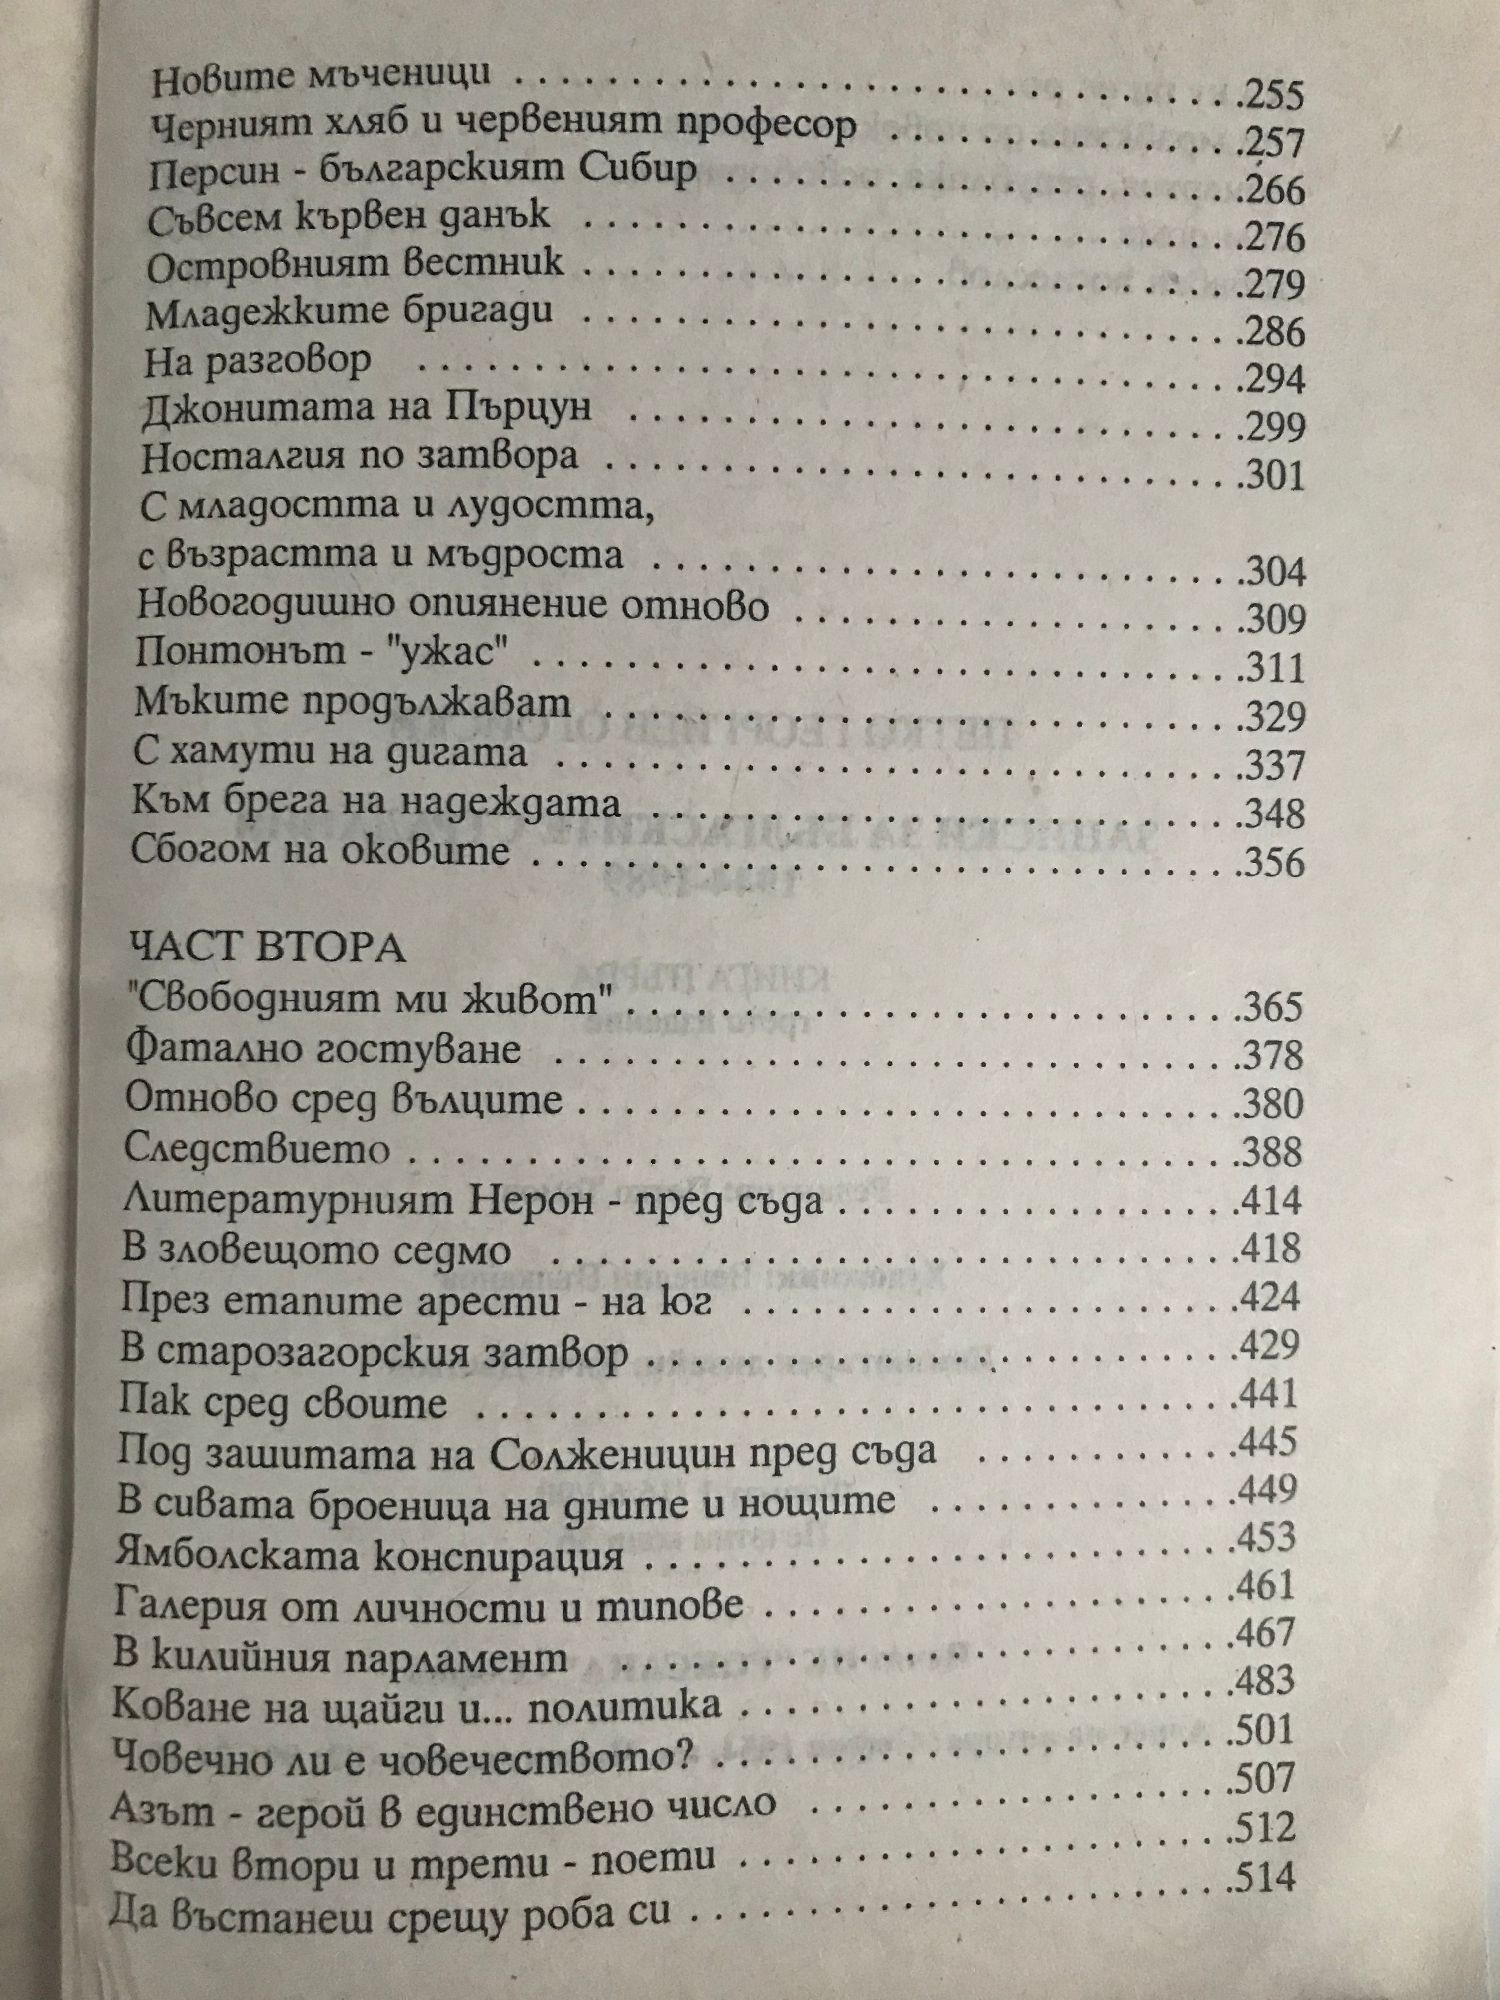 Новите мъченици . . . . . . . . . . . . . . . . . . . . . . . . . . . . . . .255
Черният хляб и червеният професор . . . . . . . . . . . . . . .257
Персин - българският Сибир . . . . . . . . . . . . . . . . . . . . . .266
Съвсем кървен данък . . . . . . . . . . . . . . . . . . . . . . . . . . . .276
Островният вестник . . . . . . . . . . . . . . . . . . . . . . . . . . . .279
Младежките бригади . . . . . . . . . . . . . . . . . . . . . . . . . . . .286
На разговор . . . . . . . . . . . . . . . . . . . . . . . . . . . . . . . . . . .294
Джонитата на Пърцун . . . . . . . . . . . . . . . . . . . . . . . . . .299
Носталгия по затвора . . . . . . . . . . . . . . . . . . . . . . . . . . .301
С младостта и лудостта,
с възрастта и мъдроста . . . . . . . . . . . . . . . . . . . . . . . . .304
Новогодишно опиянение отново . . . . . . . . . . . . . . . . . . .309
Понтонът - "ужас" . . . . . . . . . . . . . . . . . . . . . . . . . . . . . .311
Мъките продължават . . . . . . . . . . . . . . . . . . . . . . . . . . .329
С хамути на дигата . . . . . . . . . . . . . . . . . . . . . . . . . . . . .337
Към брега на надеждата . . . . . . . . . . . . . . . . . . . . . . . . .348
Сбогом на оковите . . . . . . . . . . . . . . . . . . . . . . . . . . . . . .356
ЧАСТ ВТОРА
"Свободният ми живот" . . . . . . . . . . . . . . . . . . . . . . . . . .365
Фатално гостуване . . . . . . . . . . . . . . . . . . . . . . . . . . . . .378
Отново сред вълците . . . . . . . . . . . . . . . . . . . . . . . . . . . .380
Следствието . . . . . . . . . . . . . . . . . . . . . . . . . . . . . . . . . . .388
Литературният Нерон - пред съда . . . . . . . . . . . . . . . . .414
В зловещото седмо . . . . . . . . . . . . . . . . . . . . . . . . . . . . .418
През етапите арести - на юг . . . . . . . . . . . . . . . . . . . . .424
В старозагорския затвор . . . . . . . . . . . . . . . . . . . . . . . . .429
Пак сред своите . . . . . . . . . . . . . . . . . . . . . . . . . . . . . . . .441
Под зашитата на Солженицин пред съда . . . . . . . . . . .445
В сивата броеница на дните и нощите . . . . . . . . . . . . .449
Ямболската конспирация . . . . . . . . . . . . . . . . . . . . . . . . .453
Галерия от личности и типове . . . . . . . . . . . . . . . . . . . .461
В килийния парламент . . . . . . . . . . . . . . . . . . . . . . . . . .467
Коване на щайги и... политика . . . . . . . . . . . . . . . . . . . . .483
Човечно ли е човечеството? . . . . . . . . . . . . . . . . . . . . . .501
Азът - герой в единствено число . . . . . . . . . . . . . . . . . .507
Всеки втори и трети - поети . . . . . . . . . . . . . . . . . . . . .512
Да въстанеш срещу роба си . . . . . . . . . . . . . . . . . . . . . . .514